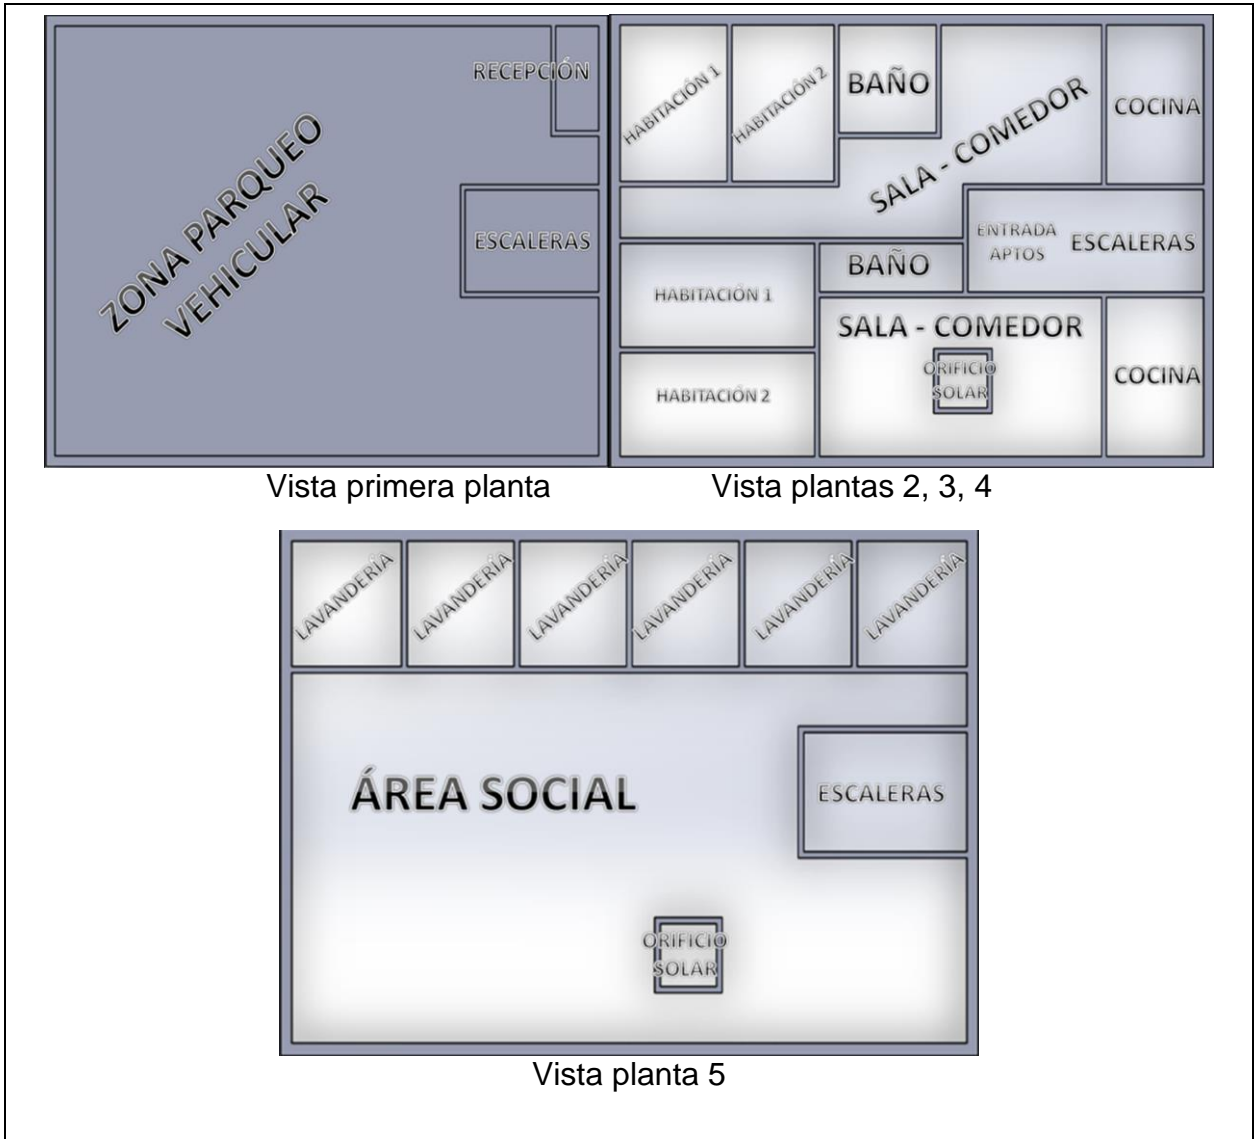 RECEPCIÓN
ZONA PARQUEO
VEHICULAR
ESCALERAS
HABITACIÓN 1
HABITACIÓN 2
BAÑO
SALA - COMEDOR
COCINA
ENTRADA
APTOS
ESCALERAS
BAÑO
HABITACIÓN 1
SALA - COMEDOR
ORIFICIO
SOLAR
HABITACIÓN 2
COCINA
Vista primera planta
Vista plantas 2, 3, 4
LAVANDERÍA
LAVANDERÍA
LAVANDERÍA
LAVANDERÍA
LAVANDERÍA
LAVANDERÍA
ÁREA SOCIAL
ESCALERAS
ORIFICIO
SOLAR
Vista planta 5